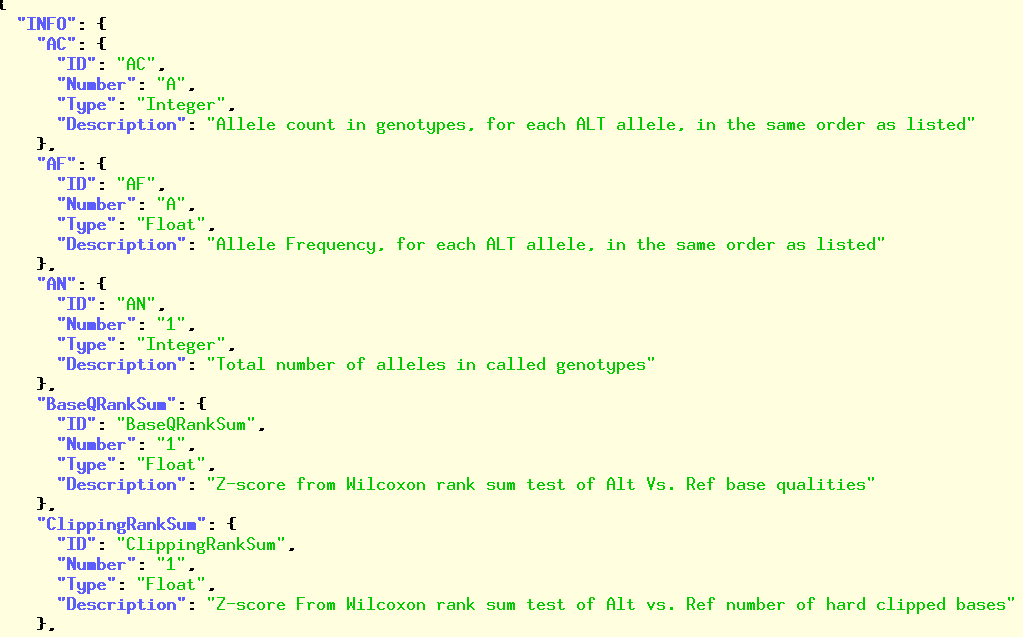 {
  "INFO": {
    "AC": {
      "ID": "AC",
      "Number": "A",
      "Type": "Integer",
      "Description": "Allele count in genotypes, for each ALT allele, in the same order as listed"
    },
    "AF": {
      "ID": "AF",
      "Number": "A",
      "Type": "Float",
      "Description": "Allele Frequency, for each ALT allele, in the same order as listed"
    },
    "AN": {
      "ID": "AN",
      "Number": "1",
      "Type": "Integer",
      "Description": "Total number of alleles in called genotypes"
    },
    "BaseQRankSum": {
      "ID": "BaseQRankSum",
      "Number": "1",
      "Type": "Float",
      "Description": "Z-score from Wilcoxon rank sum test of Alt Vs. Ref base qualities"
    },
    "ClippingRankSum": {
      "ID": "ClippingRankSum",
      "Number": "1",
      "Type": "Float",
      "Description": "Z-score From Wilcoxon rank sum test of Alt vs. Ref number of hard clipped bases"
    },